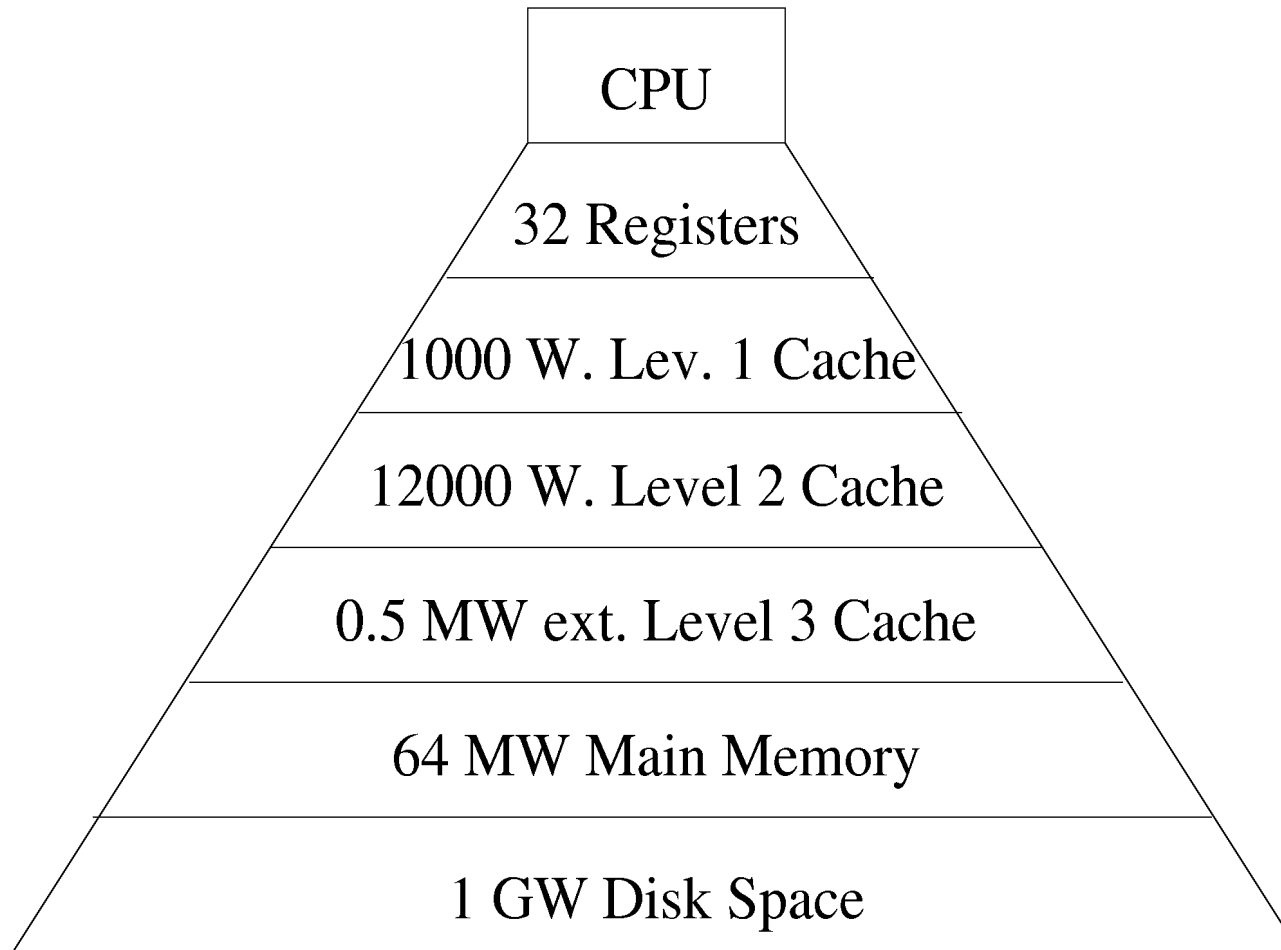 CPU
32 Registers
1000 W. Lev. 1 Cache
12000 W. Level 2 Cache
0.5 MW ext. Level 3 Cache
64 MW Main Memory
1 GW Disk Space